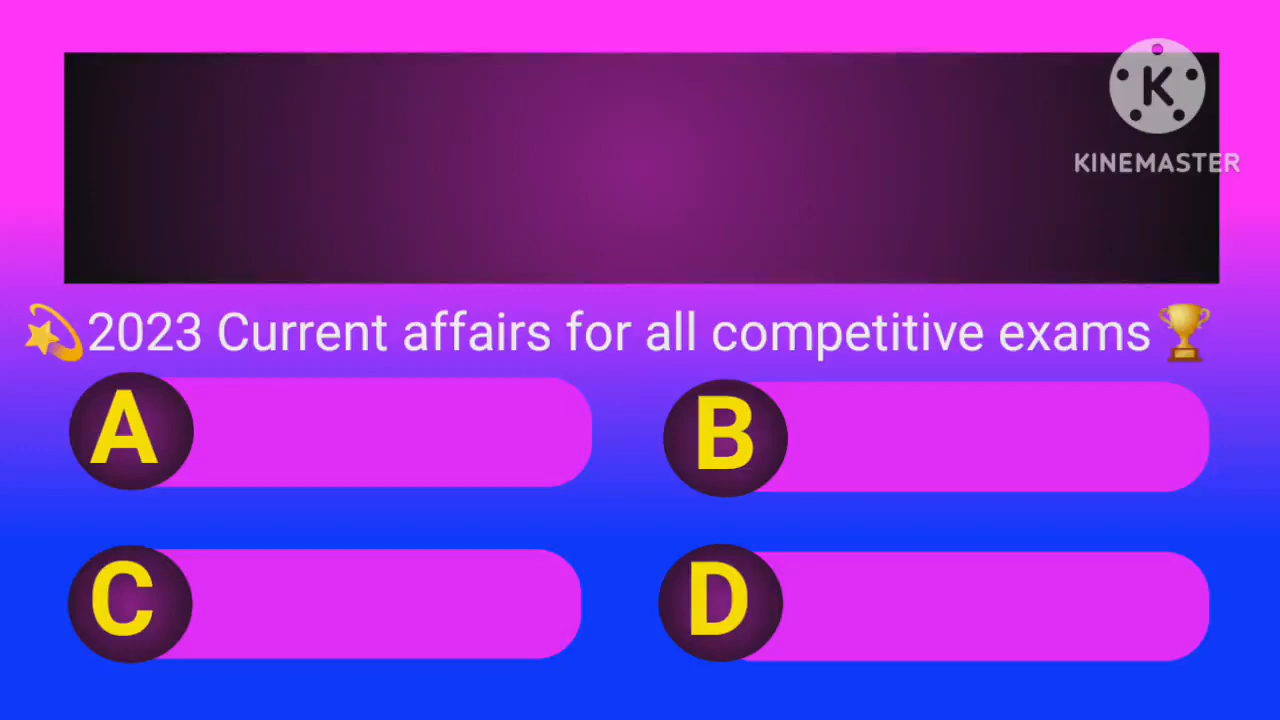 K
KINEMASTER
💫2023 Current affairs for all competitive exams🏆
A
B
C
D